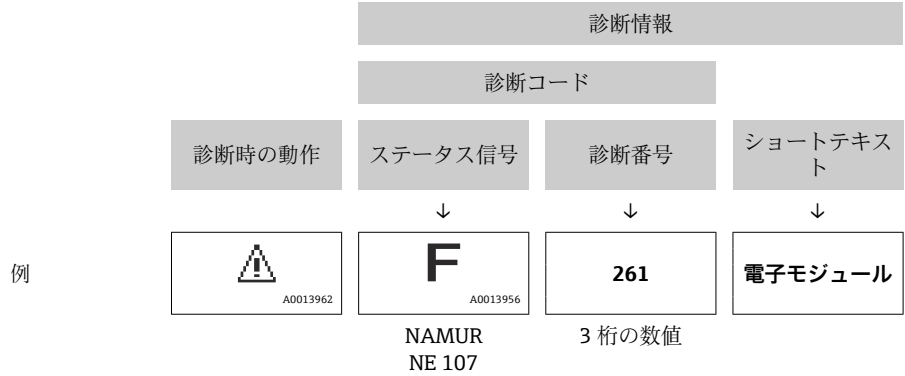 診断情報
診断コード
診断時の動作
ステータス信号
診断番号
ショートテキス
ト
↓
↓
↓
例
A0013962
F
A0013956
261
電子モジュール
NAMUR
NE 107
3 桁の数値